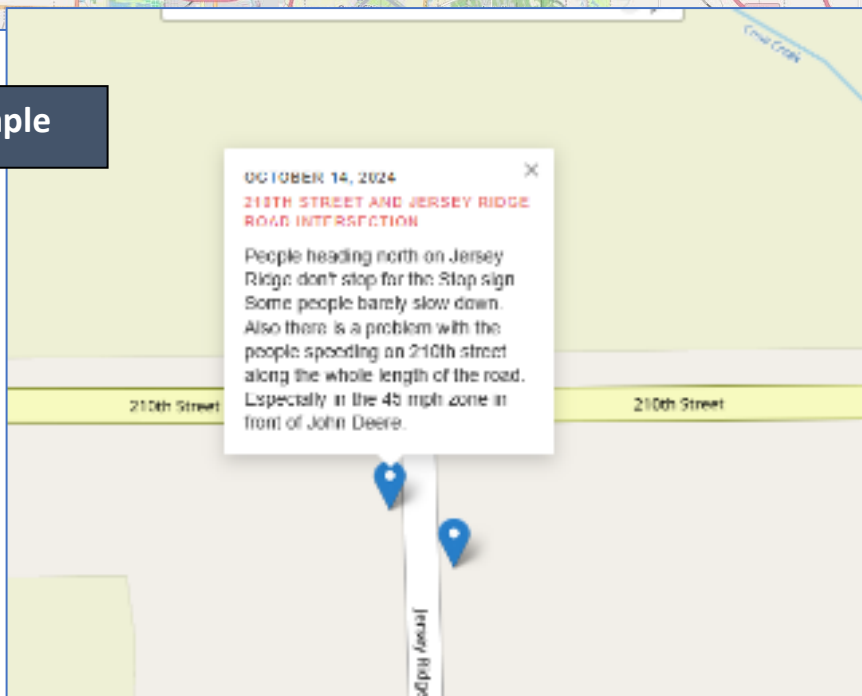 Crow Creek
OCTOBER 14, 2024
210TH STREET AND JERSEY RIDGE
ROAD INTERSECTION
People heading north on Jersey
Ridge don't stop for the Stop sign
Some people barely slow down.
Also there is a problem with the
people speeding on 210th street
along the whole length of the road.
Especially in the 45 mph zone in
front of John Deere.
210th Street
210th Street
Jersey Ridge